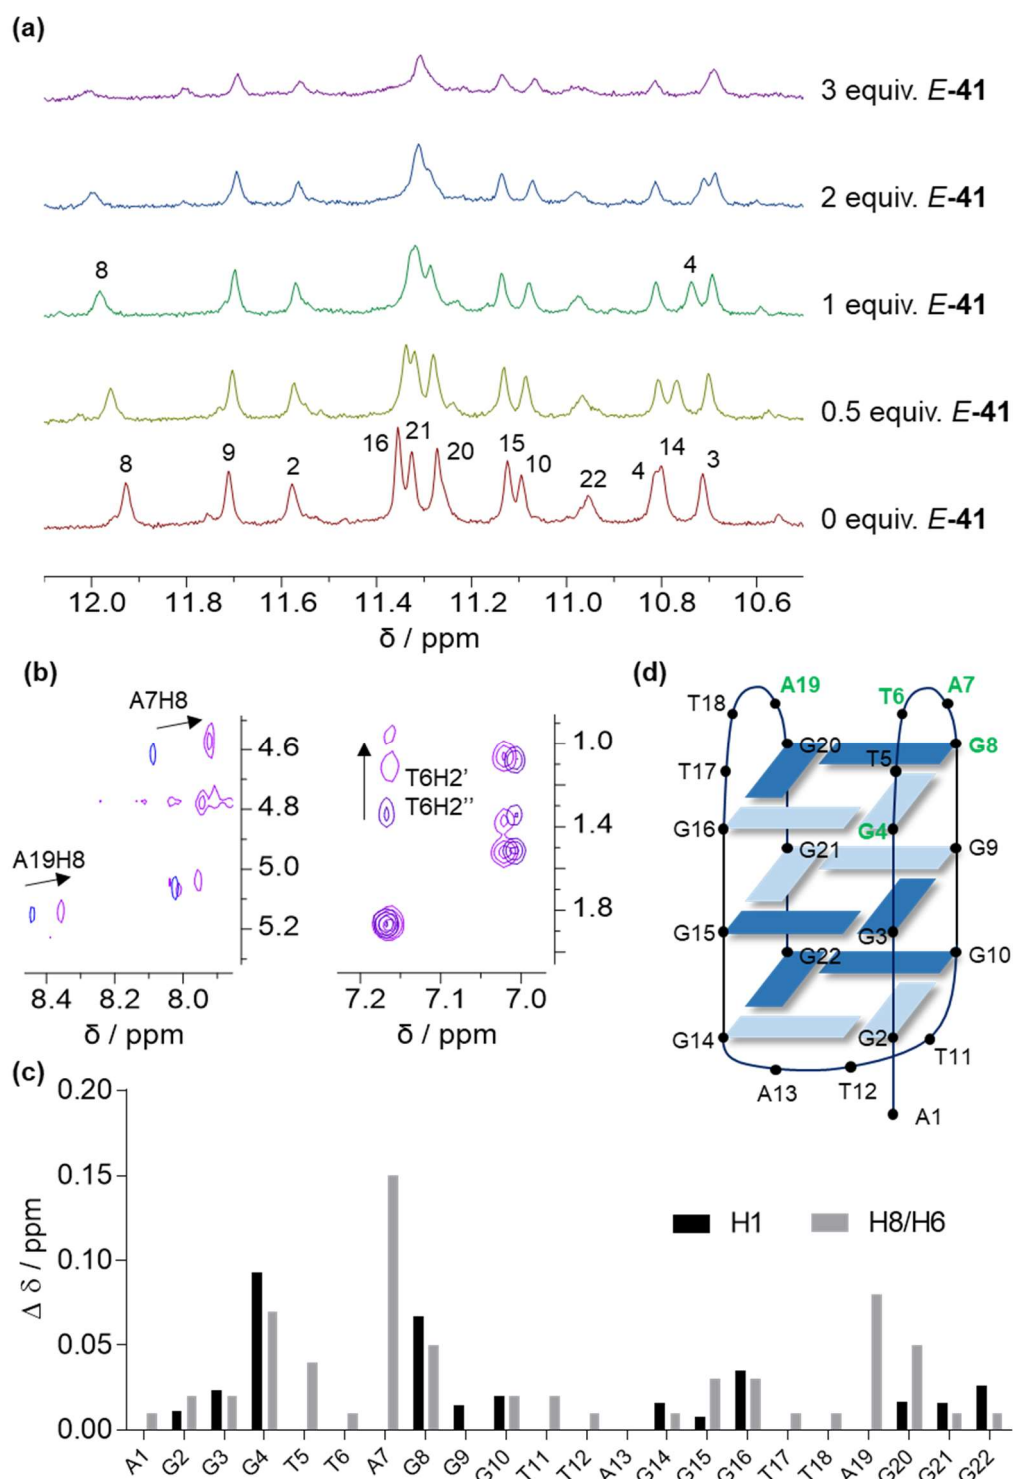 (a)
3 equiv. E-41
2 equiv. E-41
8
4
1 equiv. E-41
0.5 equiv. E-41
8
9
2
16
21
20
15
10
22
4
14
3
0 equiv. E-41
12.0 11.8 11.6 11.4 11.2 11.0 10.8 10.6
δ / ppm
(b)
A7H8
A19H8
4.6
4.8
5.0
5.2
8.4 8.2 8.0
δ / ppm
T6H2’
T6H2’’
1.0
1.4
1.8
7.2 7.1 7.0
δ / ppm
(d)
T18
A19
T6
A7
G20
T5
G8
T17
G16
G4
G21
G9
G15
G3
G22
G10
G14
G2
T11
A13
T12
A1
(c)
0.20
0.15
0.10
0.05
0.00
Δ δ / ppm
H1
H8/H6
A1 G2 G3 G4 T5 T6 A7 G8 G9 G10 T11 T12 A13 G14 G15 G16 T17 T18 A19 G20 G21 G22